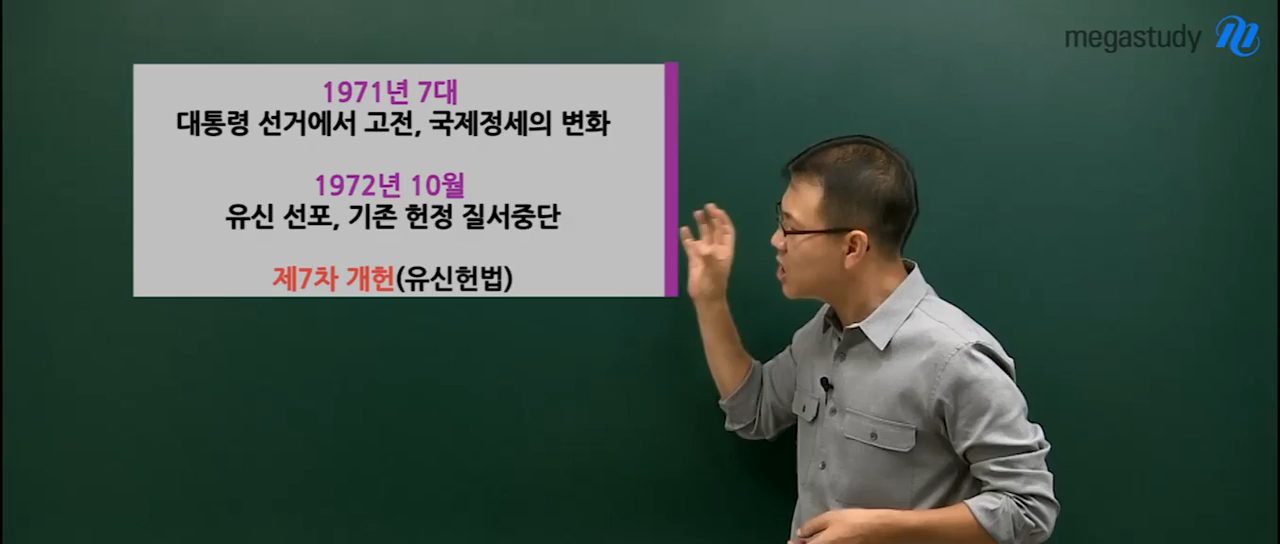 megastudy
1971년 7대
대통령 선거에서 고전, 국제정세의 변화
1972년 10월
유신 선포, 기존 헌정 질서중단
제7차 개헌(유신헌법)